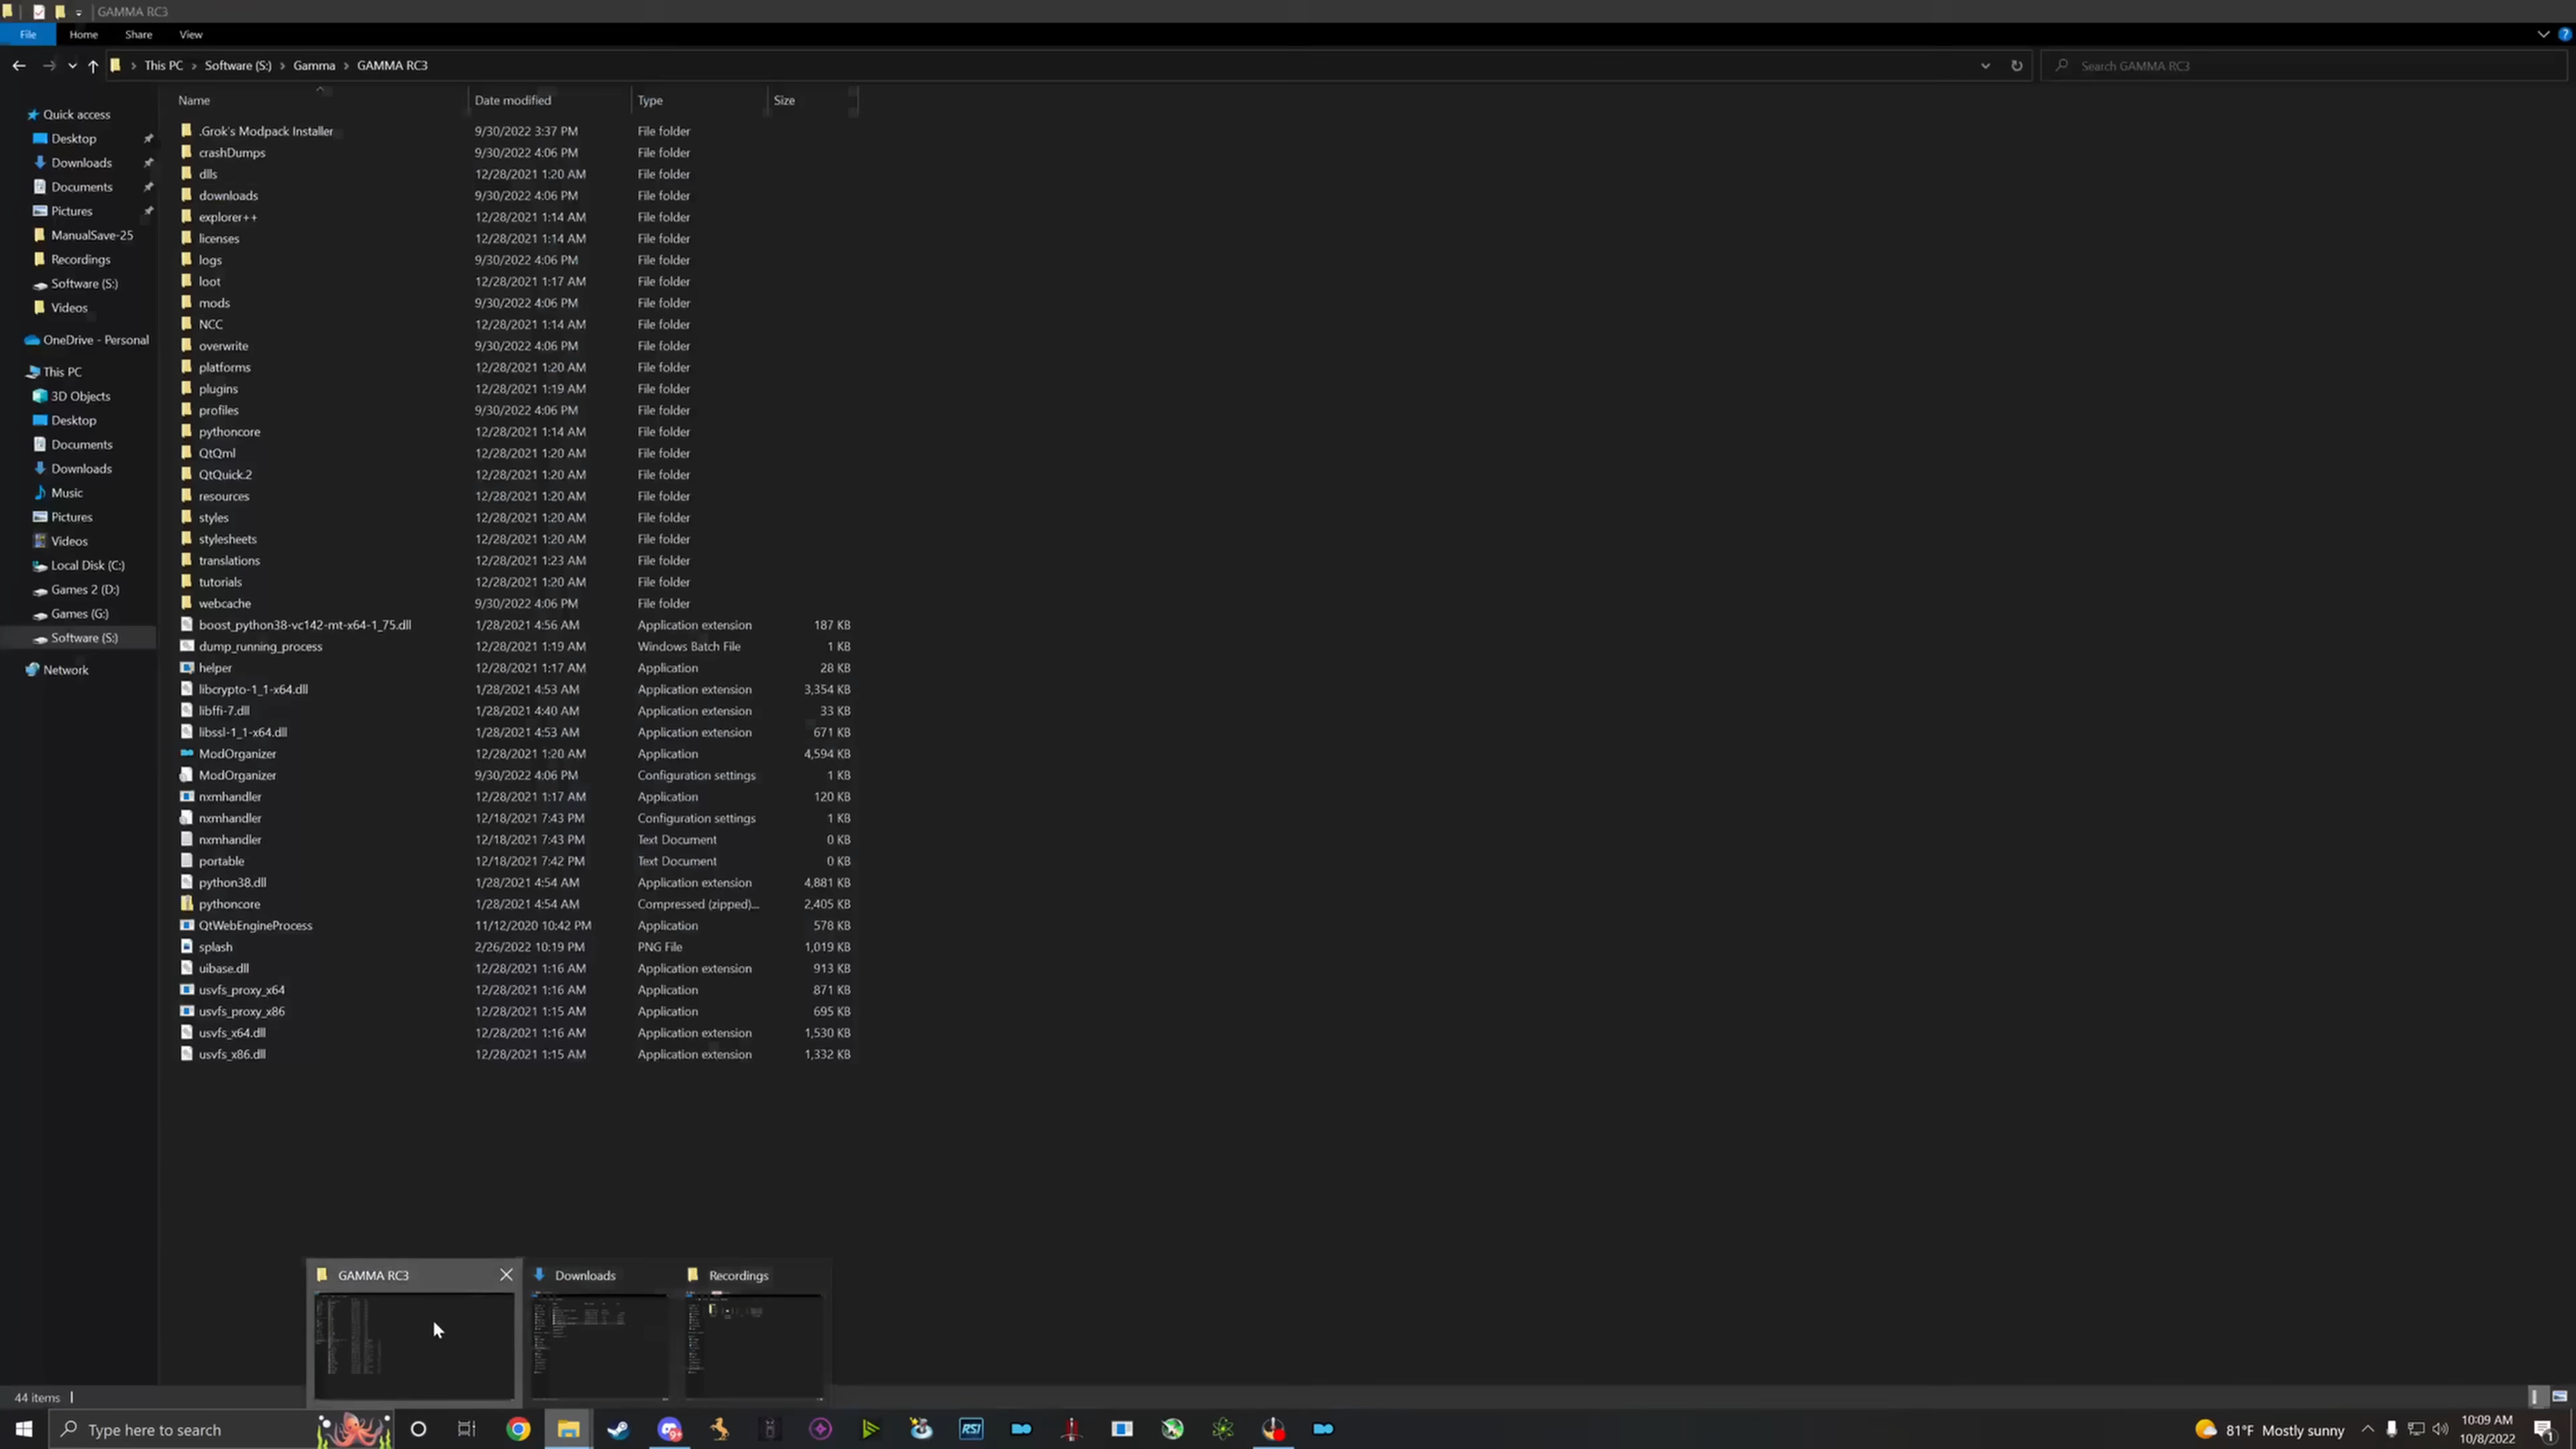 GAMMA RC3
File Home Share View
This PC Software (S:) Gamma GAMMA RC3 Search GAMMA RC3
Name Date modified Type Size
Quick access
Desktop
Downloads
Documents
Pictures
ManualSave-25
Recordings
Software (S:)
Videos
OneDrive - Personal
This PC
3D Objects
Desktop
Documents
Downloads
Music
Pictures
Videos
Local Disk (C:)
Games 2 (D:)
Games (G:)
Software (S:)
Network
.Grok's Modpack Installer 9/30/2022 3:37 PM File folder
crashDumps 9/30/2022 4:06 PM File folder
dlls 12/28/2021 1:20 AM File folder
downloads 9/30/2022 4:06 PM File folder
explorer++ 12/28/2021 1:14 AM File folder
licenses 12/28/2021 1:14 AM File folder
logs 9/30/2022 4:06 PM File folder
loot 12/28/2021 1:17 AM File folder
mods 9/30/2022 4:06 PM File folder
NCC 12/28/2021 1:14 AM File folder
overwrite 9/30/2022 4:06 PM File folder
platforms 12/28/2021 1:20 AM File folder
plugins 12/28/2021 1:19 AM File folder
profiles 9/30/2022 4:06 PM File folder
pythoncore 12/28/2021 1:14 AM File folder
QtQml 12/28/2021 1:20 AM File folder
QtQuick.2 12/28/2021 1:20 AM File folder
resources 12/28/2021 1:20 AM File folder
styles 12/28/2021 1:20 AM File folder
stylesheets 12/28/2021 1:20 AM File folder
translations 12/28/2021 1:23 AM File folder
tutorials 12/28/2021 1:20 AM File folder
webcache 9/30/2022 4:06 PM File folder
boost_python38-vc142-mt-x64-1_75.dll 1/28/2021 4:56 AM Application extension 187 KB
dump_running_process 12/28/2021 1:19 AM Windows Batch File 1 KB
helper 12/28/2021 1:17 AM Application 28 KB
libcrypto-1_1-x64.dll 1/28/2021 4:53 AM Application extension 3,354 KB
libffi-7.dll 1/28/2021 4:40 AM Application extension 33 KB
libssl-1_1-x64.dll 1/28/2021 4:53 AM Application extension 671 KB
ModOrganizer 12/28/2021 1:20 AM Application 4,594 KB
ModOrganizer 9/30/2022 4:06 PM Configuration settings 1 KB
nxmhandler 12/28/2021 1:17 AM Application 120 KB
nxmhandler 12/18/2021 7:43 PM Configuration settings 1 KB
nxmhandler 12/18/2021 7:43 PM Text Document 0 KB
portable 12/18/2021 7:42 PM Text Document 0 KB
python38.dll 1/28/2021 4:54 AM Application extension 4,881 KB
pythoncore 1/28/2021 4:54 AM Compressed (zipped)... 2,405 KB
QtWebEngineProcess 11/12/2020 10:42 PM Application 578 KB
splash 2/26/2022 10:19 PM PNG File 1,019 KB
uibase.dll 12/28/2021 1:16 AM Application extension 913 KB
usvfs_proxy_x64 12/28/2021 1:16 AM Application 871 KB
usvfs_proxy_x86 12/28/2021 1:15 AM Application 695 KB
usvfs_x64.dll 12/28/2021 1:16 AM Application extension 1,530 KB
usvfs_x86.dll 12/28/2021 1:15 AM Application extension 1,332 KB
GAMMA RC3 Downloads Recordings
44 items
Type here to search 9+ RSI 81°F Mostly sunny 10:09 AM
10/8/2022 1